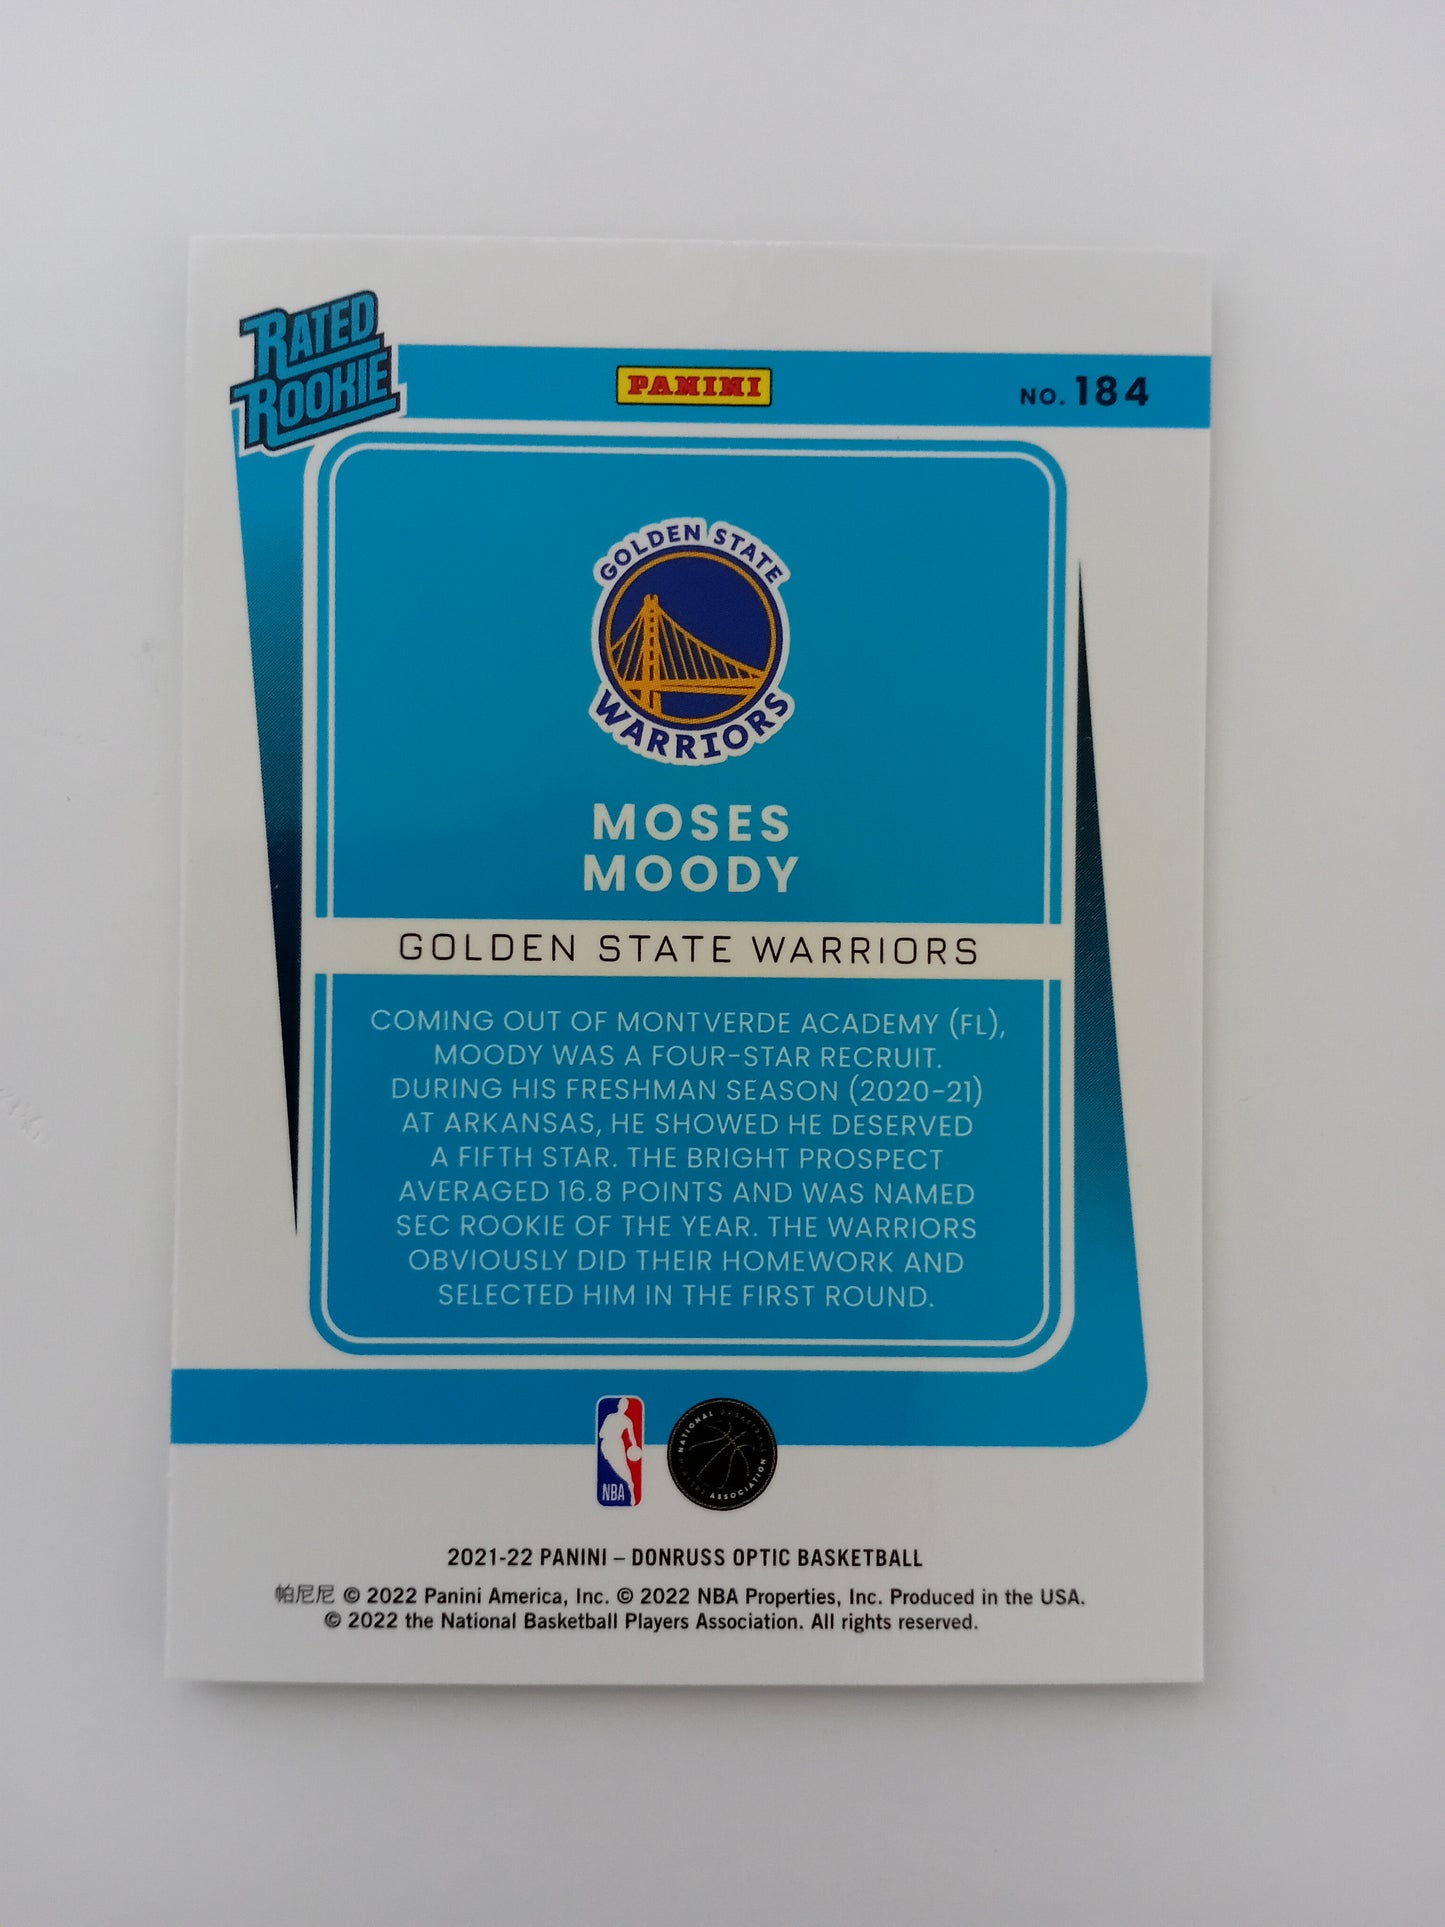 RATED
ROOKIE
PANINI
NO. 184
GOLDEN STATE
WARRIORS
MOSES
MOODY
GOLDEN STATE WARRIORS
COMING OUT OF MONTVERDE ACADEMY (FL),
MOODY WAS A FOUR-STAR RECRUIT.
DURING HIS FRESHMAN SEASON (2020-21)
AT ARKANSAS, HE SHOWED HE DESERVED
A FIFTH STAR. THE BRIGHT PROSPECT
AVERAGED 16.8 POINTS AND WAS NAMED
SEC ROOKIE OF THE YEAR. THE WARRIORS
OBVIOUSLY DID THEIR HOMEWORK AND
SELECTED HIM IN THE FIRST ROUND.
NBA
NATIONAL BASKETBALL
PLAYERS ASSOCIATION
2021-22 PANINI – DONRUSS OPTIC BASKETBALL
帕尼尼 © 2022 Panini America, Inc. © 2022 NBA Properties, Inc. Produced in the USA.
© 2022 the National Basketball Players Association. All rights reserved.